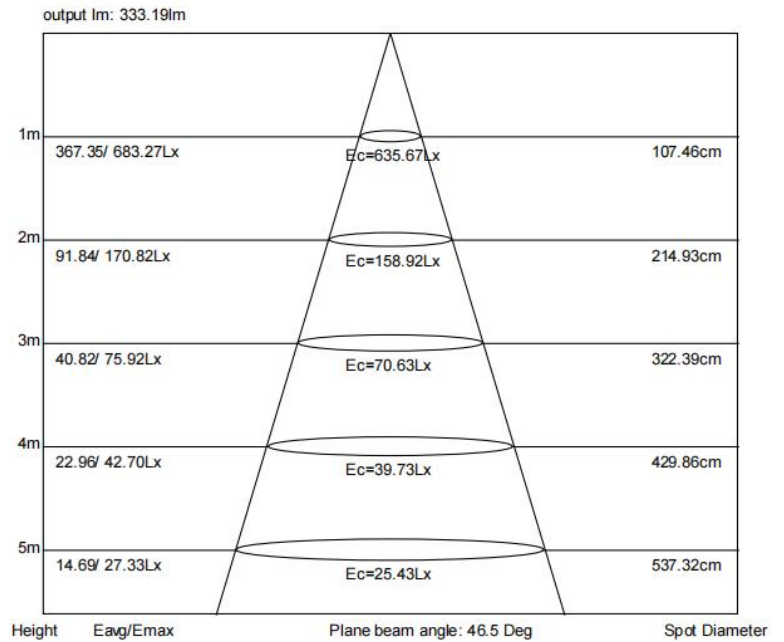 output lm: 333.19lm
1m
367.35/ 683.27Lx
Ec=635.67Lx
107.46cm
2m
91.84/ 170.82Lx
Ec=158.92Lx
214.93cm
3m
40.82/ 75.92Lx
Ec=70.63Lx
322.39cm
4m
22.96/ 42.70Lx
Ec=39.73Lx
429.86cm
5m
14.69/ 27.33Lx
Ec=25.43Lx
537.32cm
Height Eavg/Emax Plane beam angle: 46.5 Deg Spot Diameter